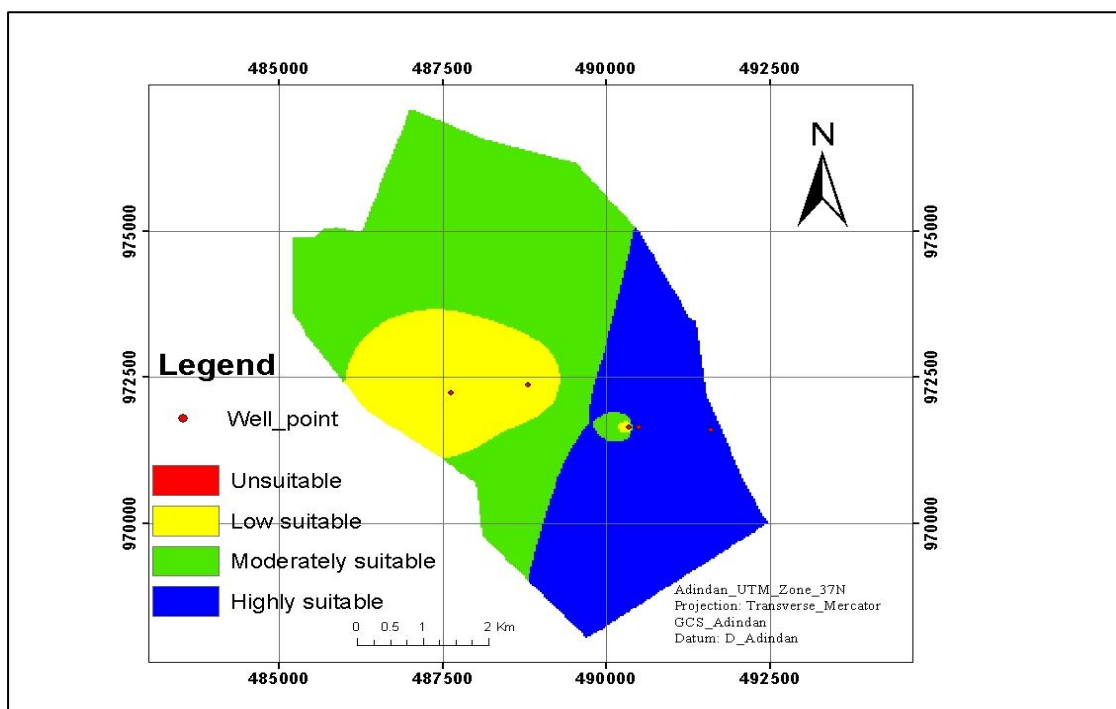 485000 487500 490000 492500
N
975000 975000
972500 972500
970000 970000
Legend
Well_point
Unsuitable
Low suitable
Moderately suitable
Highly suitable
0 0.5 1 2 Km
Adindan_UTM_Zone_37N
Projection: Transverse_Mercator
GCS_Adindan
Datum: D_Adindan
485000 487500 490000 492500